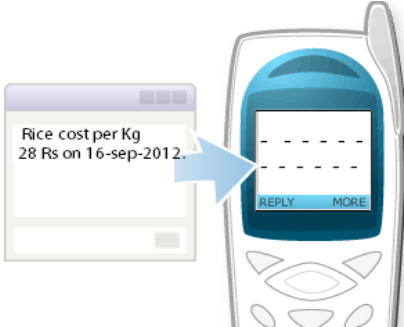 Rice cost per Kg
28 Rs on 16-sep-2012.
- - - - - -
- - - - - -
REPLY MORE